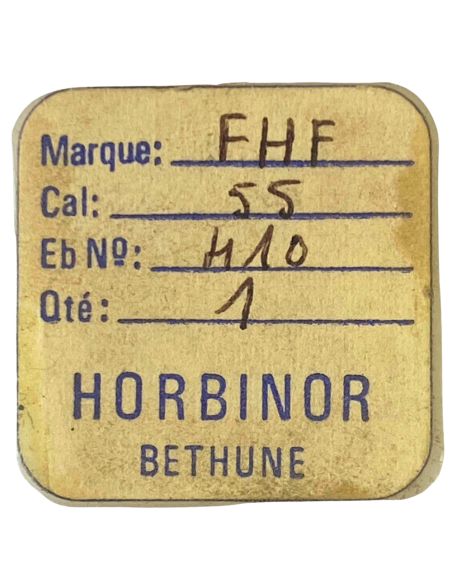 Marque: FHF
Cal: 55
Eb Nº: 410
Qté: 1
HORBINOR
BETHUNE